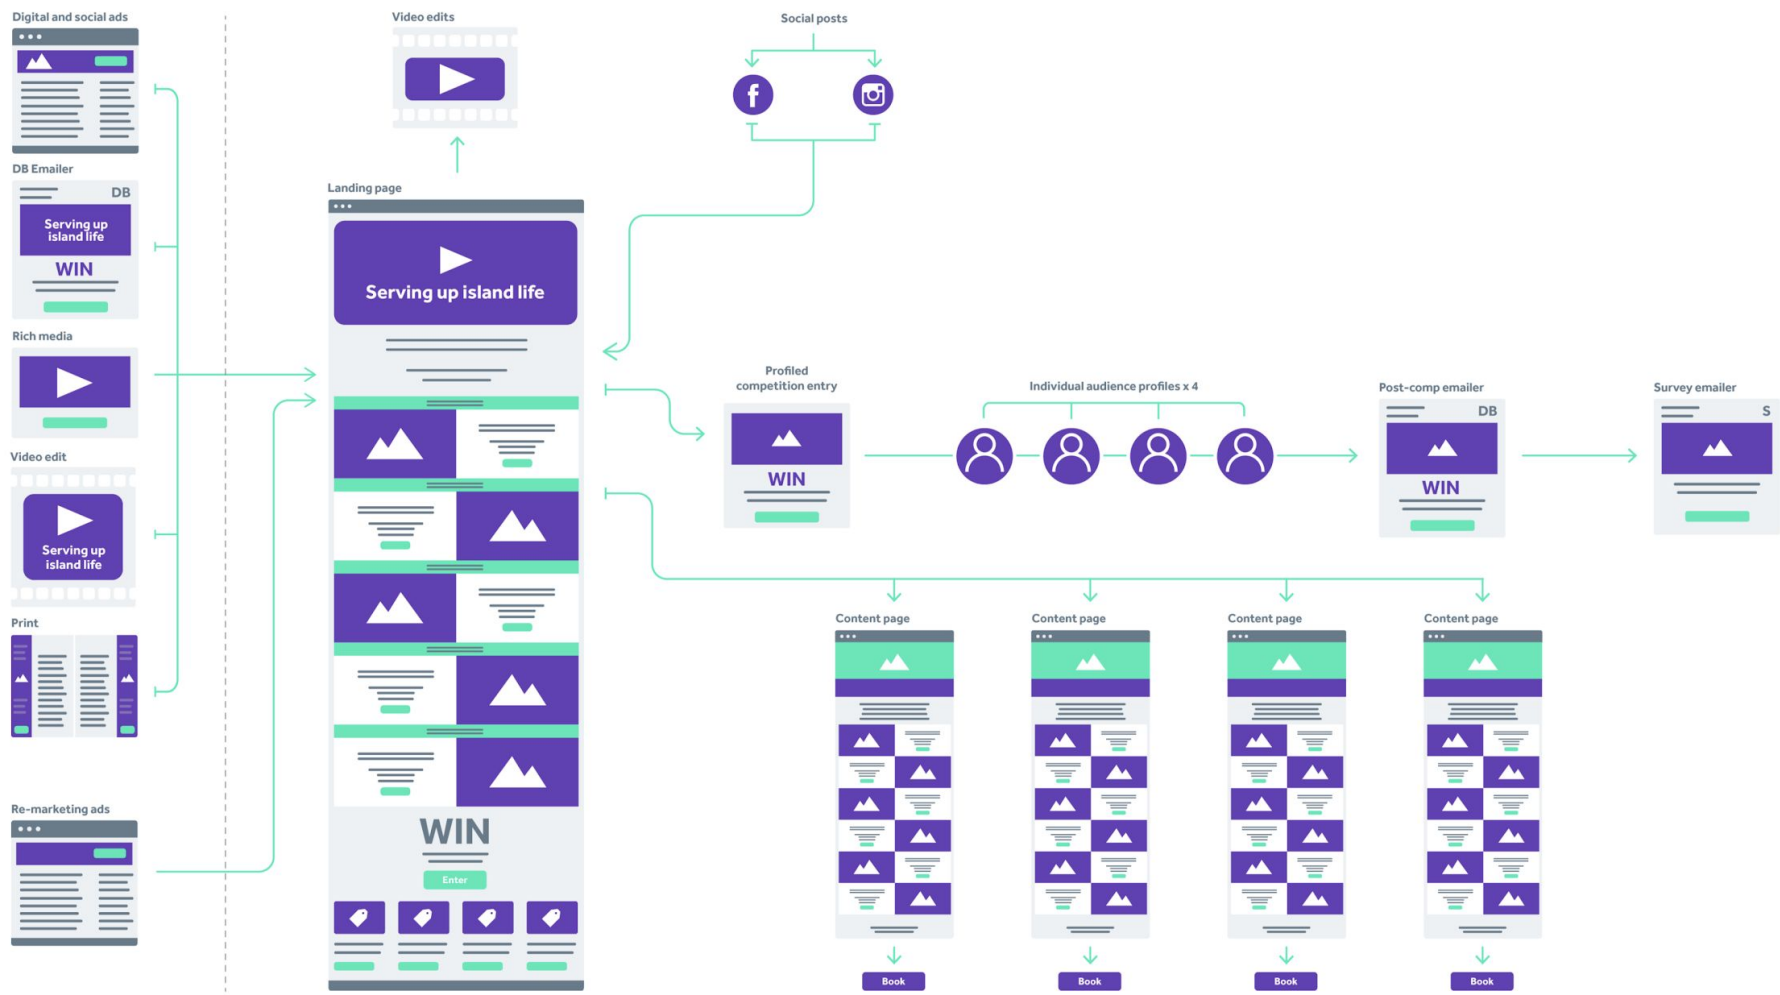 Digital and social ads
DB Emailer
DB
Serving up
island life
WIN
Rich media
Video edit
Serving up
island life
Print
Re-marketing ads
Video edits
Landing page
Serving up island life
WIN
Enter
Social posts
f
Profiled
competition entry
WIN
Individual audience profiles x 4
Post-comp emailer
DB
WIN
Survey emailer
S
Content page
Content page
Content page
Content page
Book
Book
Book
Book